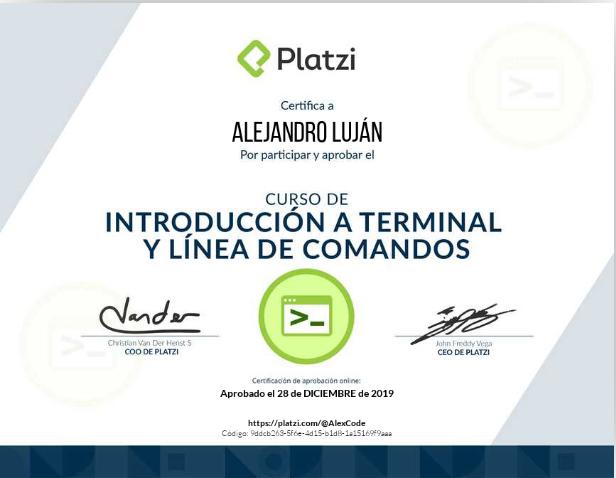 Platzi
Certifica a
ALEJANDRO LUJÁN
Por participar y aprobar el
CURSO DE
INTRODUCCIÓN A TERMINAL
Y LÍNEA DE COMANDOS
Christian Van Der Henst S
COO DE PLATZI
John Freddy Vega
CEO DE PLATZI
Certificación de aprobación online:
Aprobado el 28 de DICIEMBRE de 2019
https://platzi.com/@AlexCode
Código: 9ddcb263-5f6e-4d15-b1d8-1a15169f9aaa